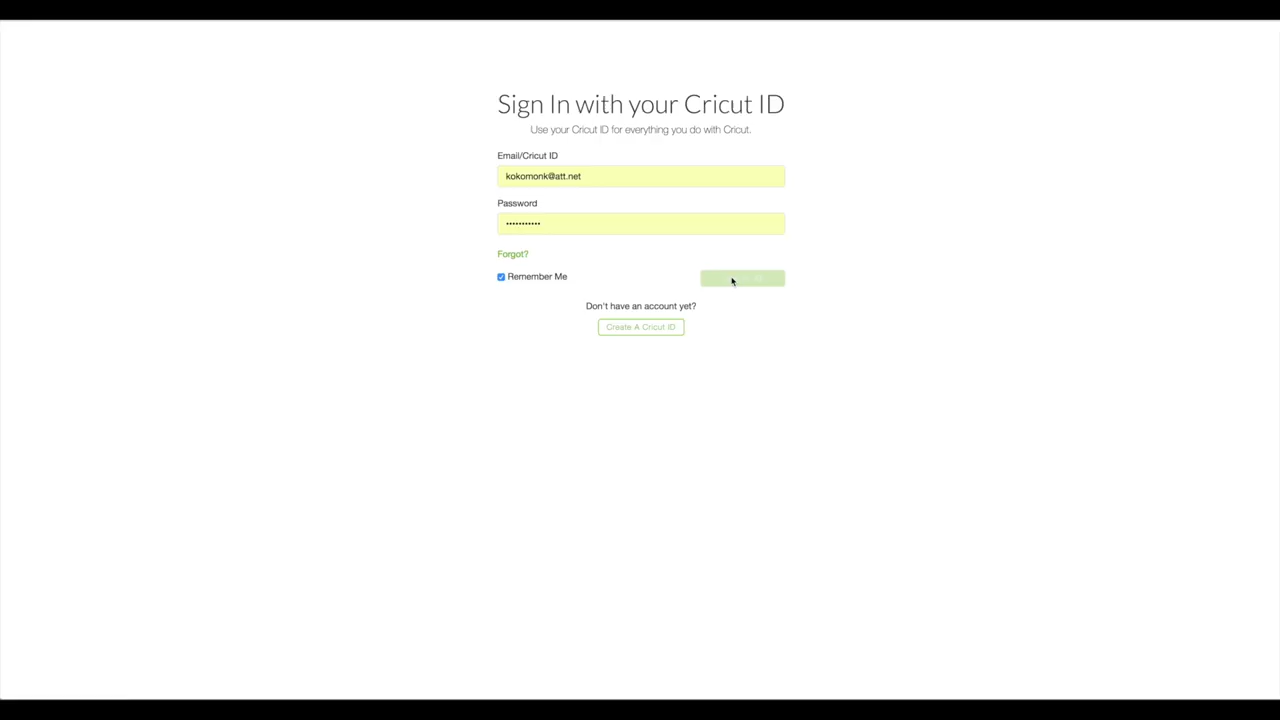 Sign In with your Cricut ID
Use your Cricut ID for everything you do with Cricut.
Email/Cricut ID
kokomonk@att.net
Password
•••••••••••
Forgot?
Remember Me
Don't have an account yet?
Create A Cricut ID